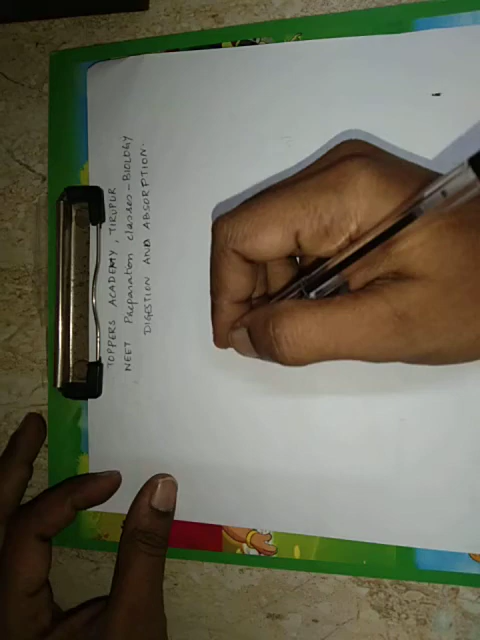 TOPPERS ACADEMY, TIRUPUR
NEET Preparation classes - BIOLOGY
DIGESTION AND ABSORPTION.